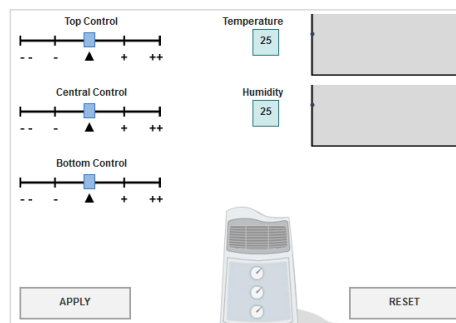 Top Control
- - - ▲ + ++
Temperature
25
Central Control
- - - ▲ + ++
Humidity
25
Bottom Control
- - - ▲ + ++
APPLY
RESET